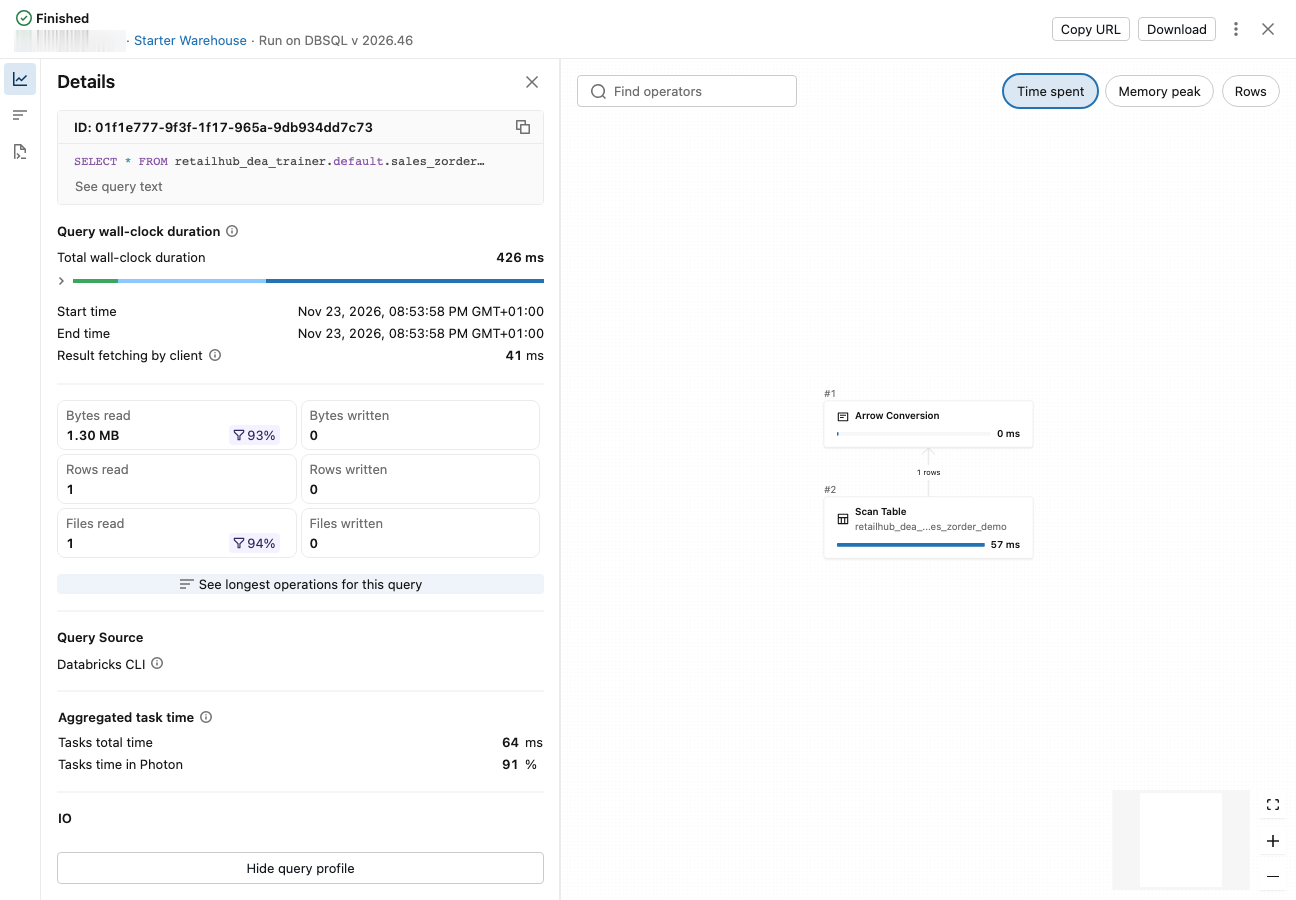 Finished
· Starter Warehouse · Run on DBSQL v 2026.46
Copy URL
Download
Details
ID: 01f1e777-9f3f-1f17-965a-9db934dd7c73
SELECT * FROM retailhub_dea_trainer.default.sales_zorder…
See query text
Query wall-clock duration
Total wall-clock duration 426 ms
Start time Nov 23, 2026, 08:53:58 PM GMT+01:00
End time Nov 23, 2026, 08:53:58 PM GMT+01:00
Result fetching by client 41 ms
Bytes read
1.30 MB 93%
Bytes written
0
Rows read
1
Rows written
0
Files read
1 94%
Files written
0
See longest operations for this query
Query Source
Databricks CLI
Aggregated task time
Tasks total time 64 ms
Tasks time in Photon 91 %
IO
Hide query profile
Find operators
Time spent
Memory peak
Rows
#1
Arrow Conversion
0 ms
1 rows
#2
Scan Table
retailhub_dea_...es_zorder_demo
57 ms